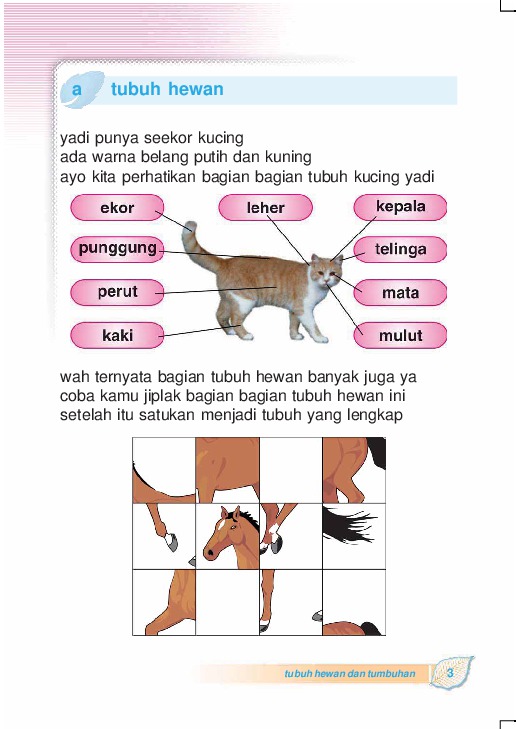 a tubuh hewan
yadi punya seekor kucing
ada warna belang putih dan kuning
ayo kita perhatikan bagian bagian tubuh kucing yadi
ekor
leher
kepala
punggung
telinga
perut
mata
kaki
mulut
wah ternyata bagian tubuh hewan banyak juga ya
coba kamu jiplak bagian bagian tubuh hewan ini
setelah itu satukan menjadi tubuh yang lengkap
tubuh hewan dan tumbuhan 3